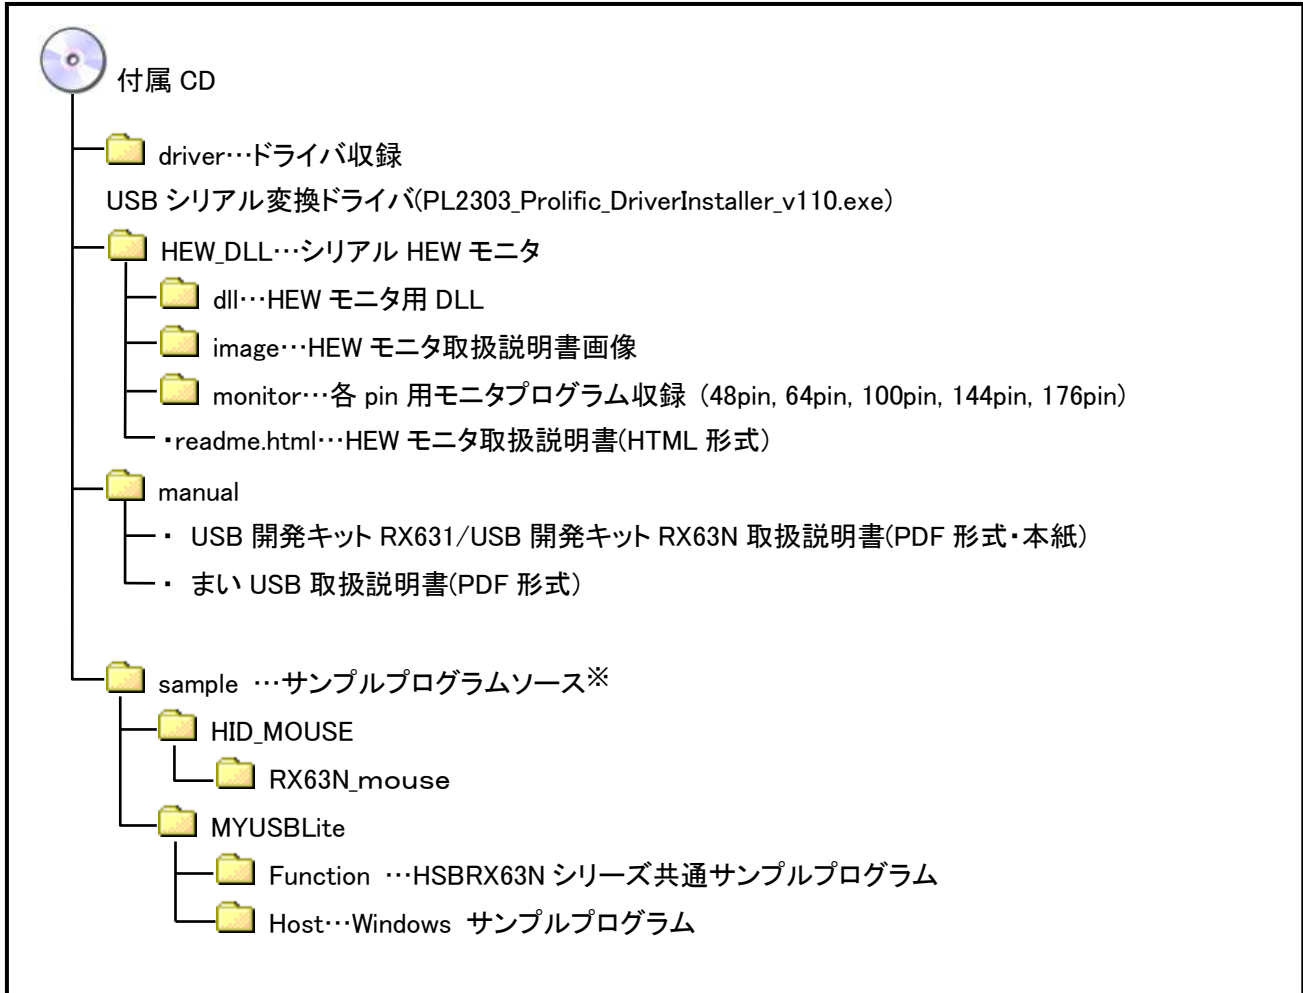 付属 CD
driver…ドライバ収録
USB シリアル変換ドライバ(PL2303_Prolific_DriverInstaller_v110.exe)
HEW_DLL…シリアル HEW モニタ
dll…HEW モニタ用 DLL
image…HEW モニタ取扱説明書画像
monitor…各 pin 用モニタプログラム収録 (48pin, 64pin, 100pin, 144pin, 176pin)
・readme.html…HEW モニタ取扱説明書(HTML 形式)
manual
・ USB 開発キット RX631/USB 開発キット RX63N 取扱説明書(PDF 形式・本紙)
・ まい USB 取扱説明書(PDF 形式)
sample …サンプルプログラムソース※
HID_MOUSE
RX63N_mouse
MYUSBLite
Function …HSBRX63N シリーズ共通サンプルプログラム
Host…Windows サンプルプログラム